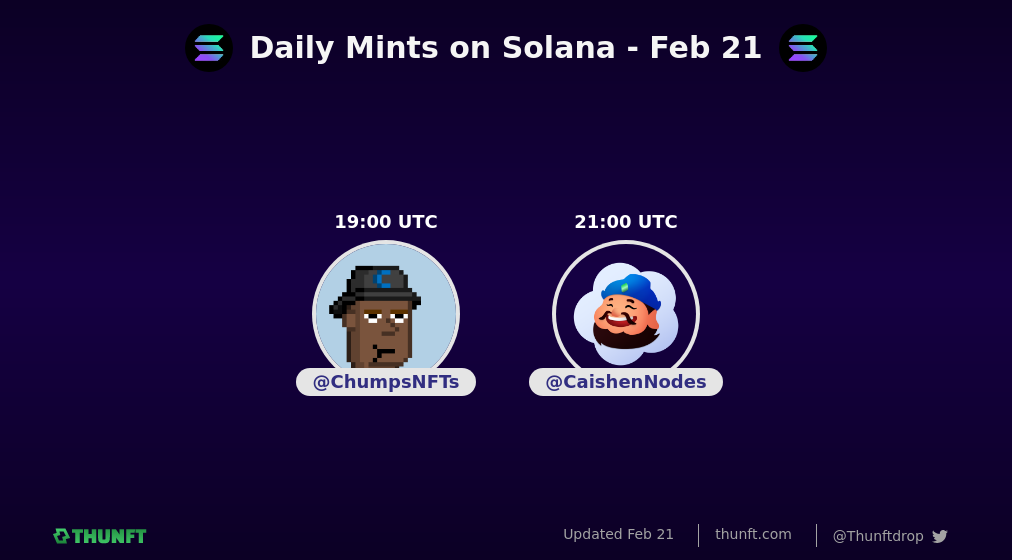 Daily Mints on Solana - Feb 21
19:00 UTC
21:00 UTC
@ChumpsNFTs
@CaishenNodes
THUNFT
Updated Feb 21
thunft.com
@Thunftdrop